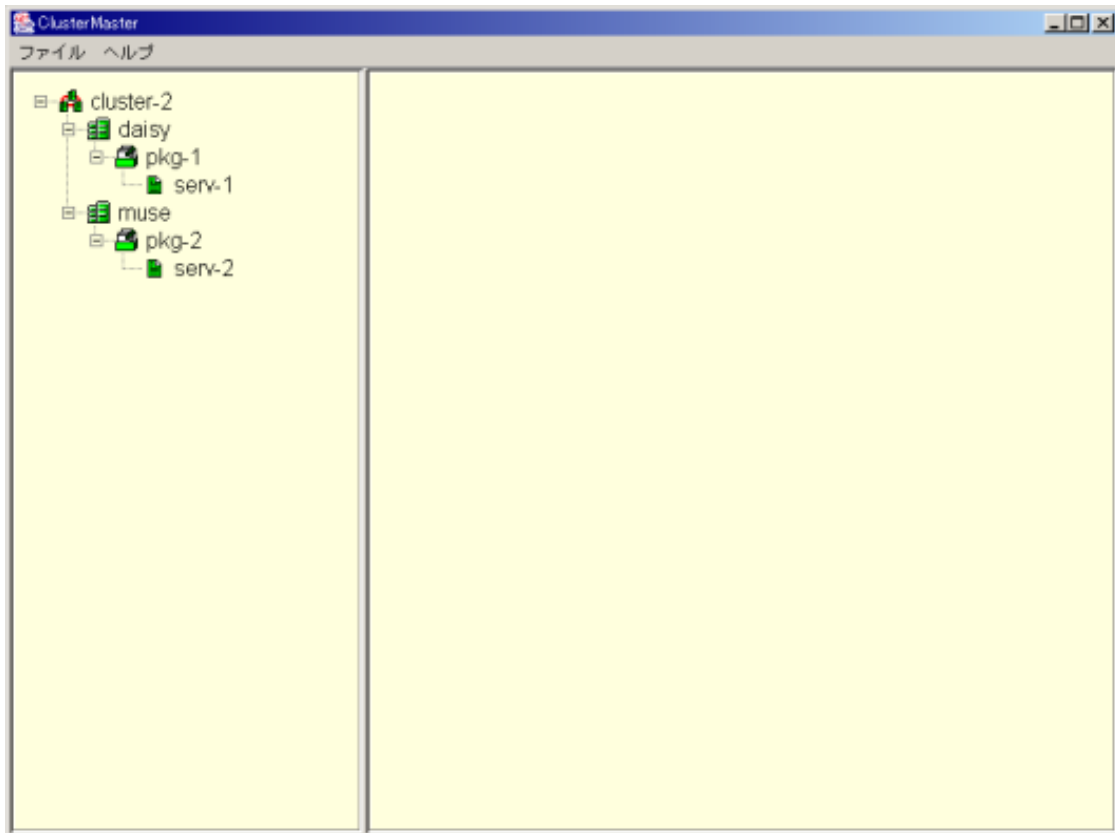 ClusterMaster
ファイル ヘルプ
cluster-2
daisy
pkg-1
serv-1
muse
pkg-2
serv-2